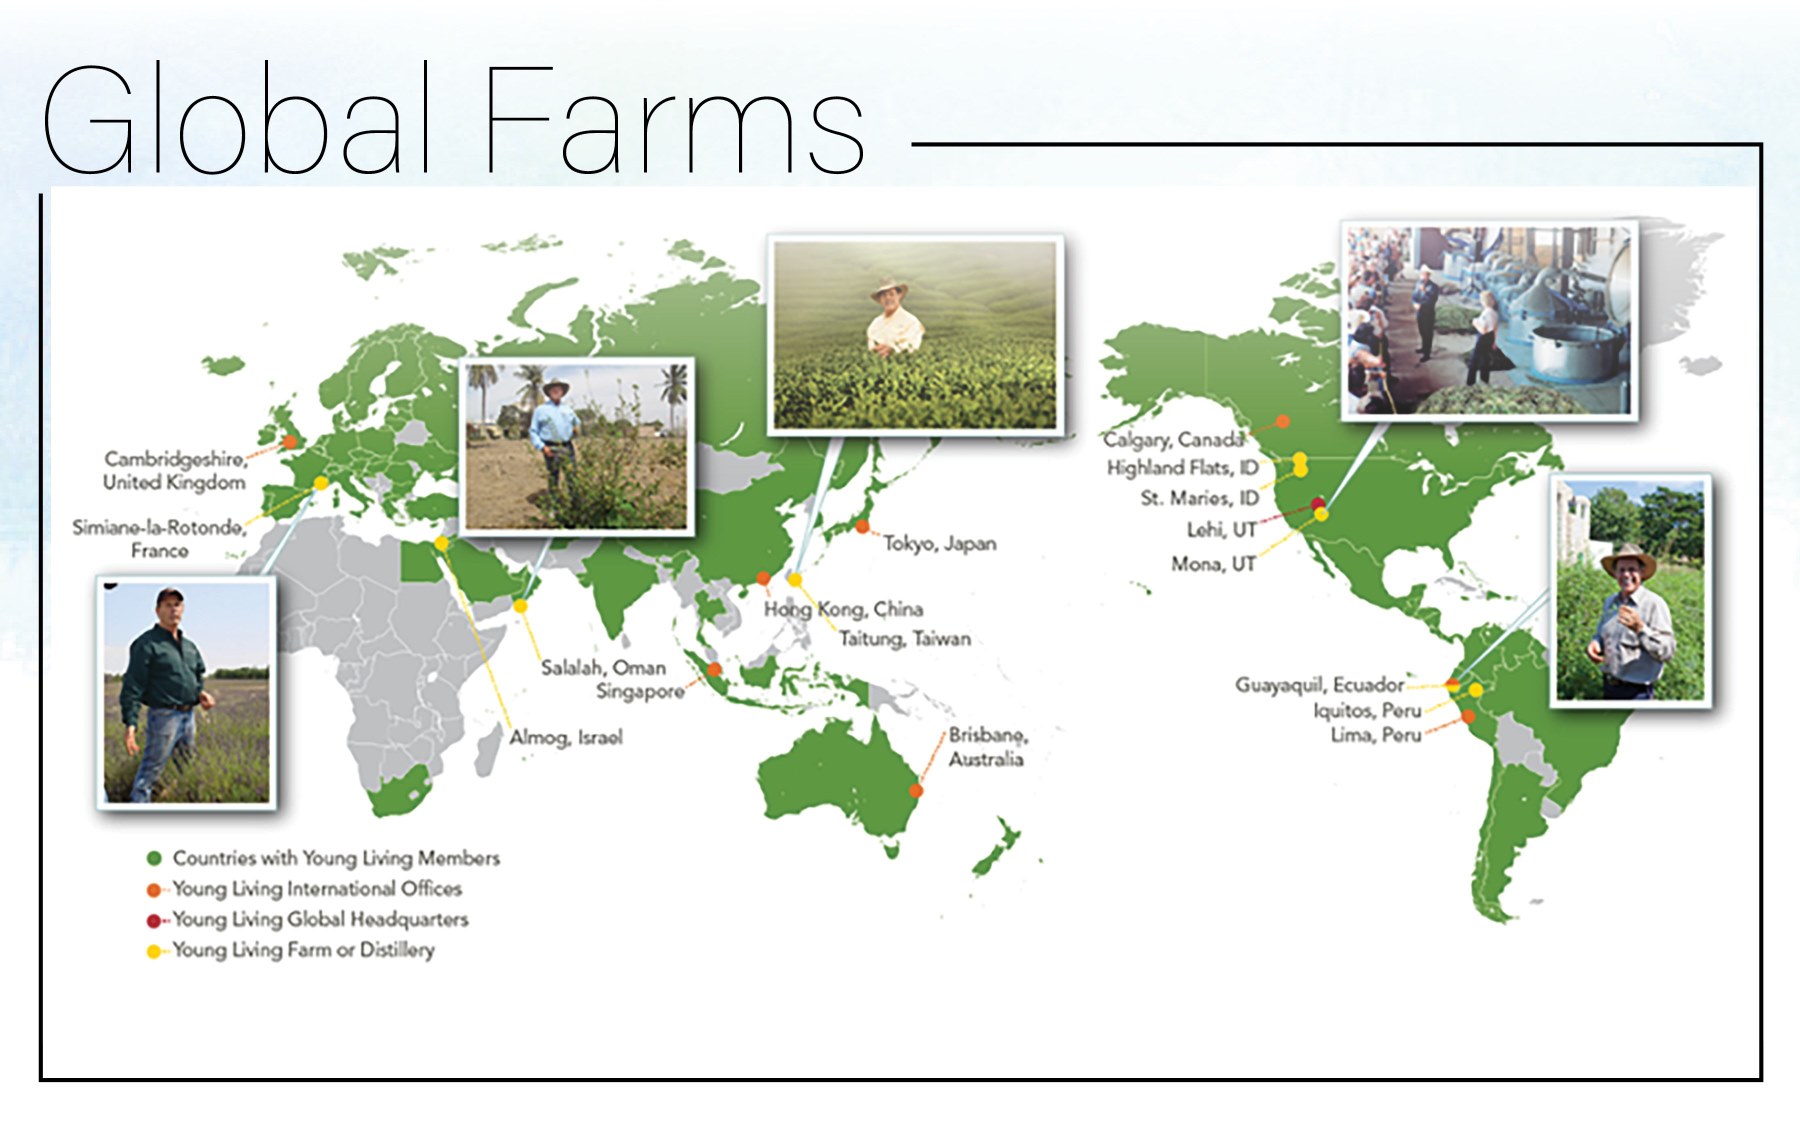 Global Farms
Cambridgeshire,
United Kingdom
Simiane-la-Rotonde,
France
Salalah, Oman
Singapore
Almog, Israel
Tokyo, Japan
Hong Kong, China
Taitung, Taiwan
Brisbane,
Australia
Calgary, Canada
Highland Flats, ID
St. Maries, ID
Lehi, UT
Mona, UT
Guayaquil, Ecuador
Iquitos, Peru
Lima, Peru
Countries with Young Living Members
Young Living International Offices
Young Living Global Headquarters
Young Living Farm or Distillery